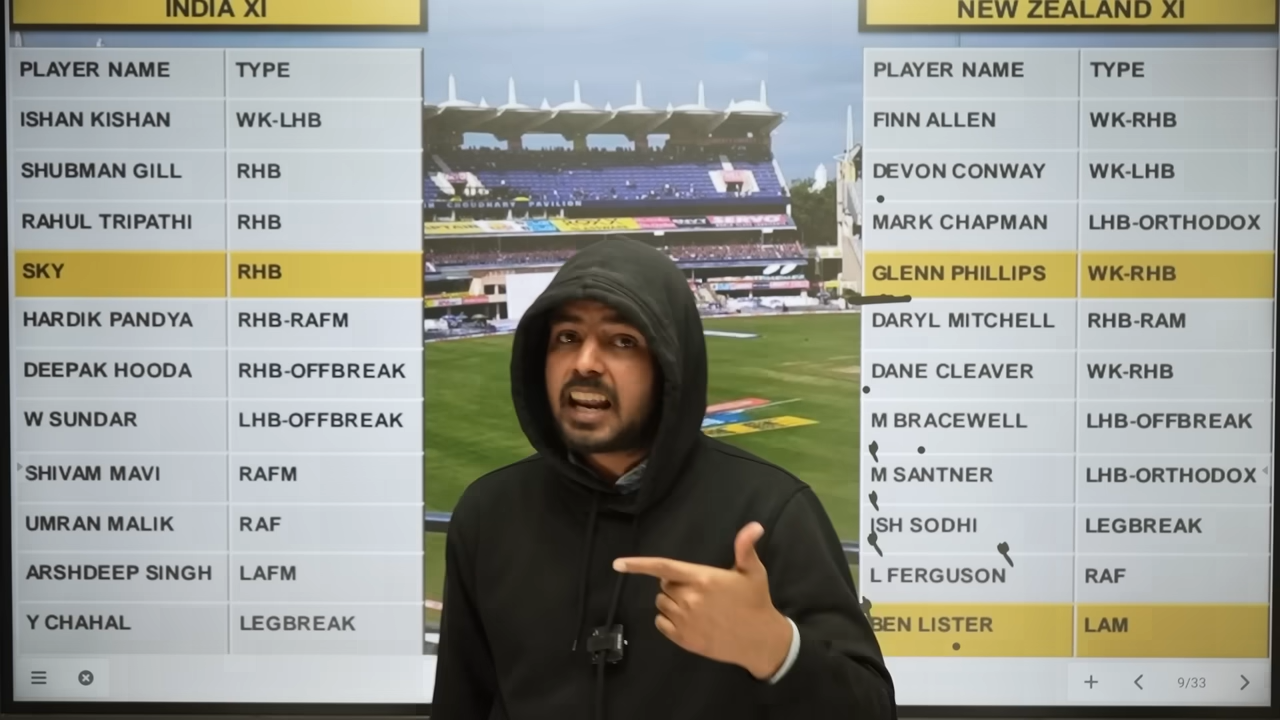 INDIA XI
PLAYER NAME TYPE
ISHAN KISHAN WK-LHB
SHUBMAN GILL RHB
RAHUL TRIPATHI RHB
SKY RHB
HARDIK PANDYA RHB-RAFM
DEEPAK HOODA RHB-OFFBREAK
W SUNDAR LHB-OFFBREAK
SHIVAM MAVI RAFM
UMRAN MALIK RAF
ARSHDEEP SINGH LAFM
Y CHAHAL LEGBREAK
CHOUDHARY PAVILION
SERVO
NEW ZEALAND XI
PLAYER NAME TYPE
FINN ALLEN WK-RHB
DEVON CONWAY WK-LHB
MARK CHAPMAN LHB-ORTHODOX
GLENN PHILLIPS WK-RHB
DARYL MITCHELL RHB-RAM
DANE CLEAVER WK-RHB
M BRACEWELL LHB-OFFBREAK
M SANTNER LHB-ORTHODOX
ISH SODHI LEGBREAK
L FERGUSON RAF
BEN LISTER LAM
9/33